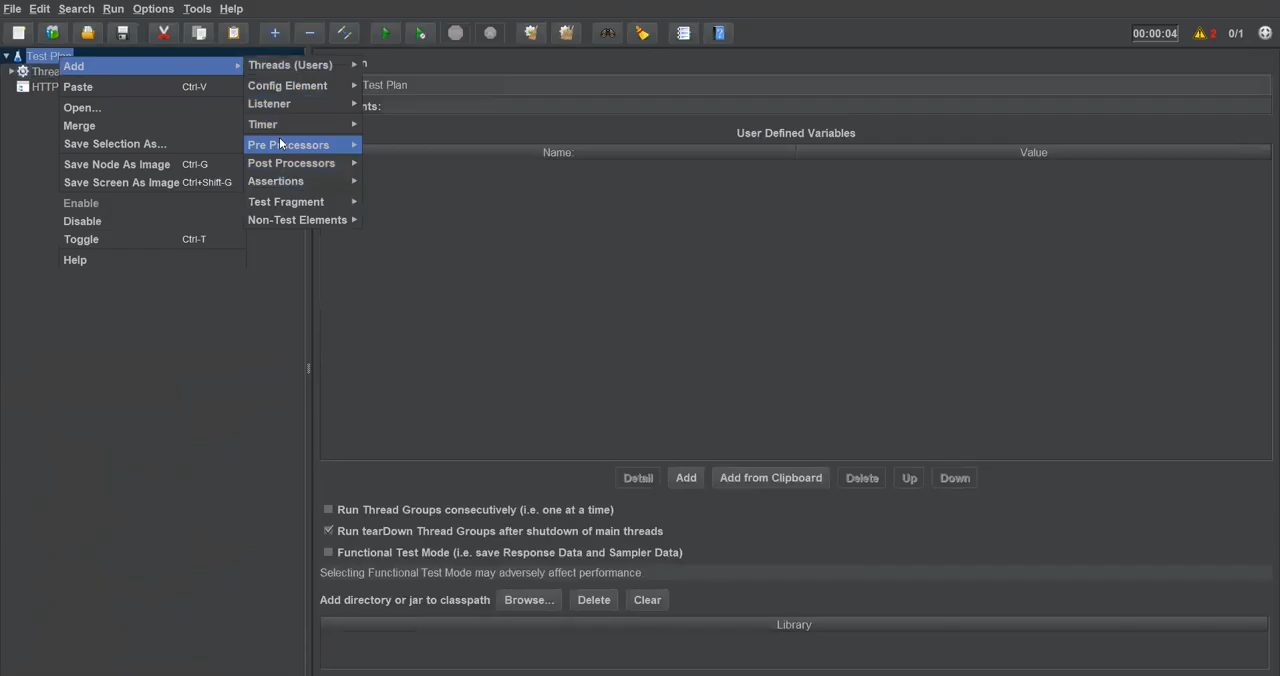 File Edit Search Run Options Tools Help
00:00:04 2 0/1
Test Plan
Add
Paste Ctrl-V
Open...
Merge
Save Selection As...
Save Node As Image Ctrl-G
Save Screen As Image Ctrl+Shift-G
Enable
Disable
Toggle Ctrl-T
Help
HTTP
Threads (Users)
Config Element
Listener
Timer
Pre Processors
Post Processors
Assertions
Test Fragment
Non-Test Elements
Test Plan
User Defined Variables
Name: Value
Detail Add Add from Clipboard Delete Up Down
Run Thread Groups consecutively (i.e. one at a time)
Run tearDown Thread Groups after shutdown of main threads
Functional Test Mode (i.e. save Response Data and Sampler Data)
Selecting Functional Test Mode may adversely affect performance
Add directory or jar to classpath Browse... Delete Clear
Library